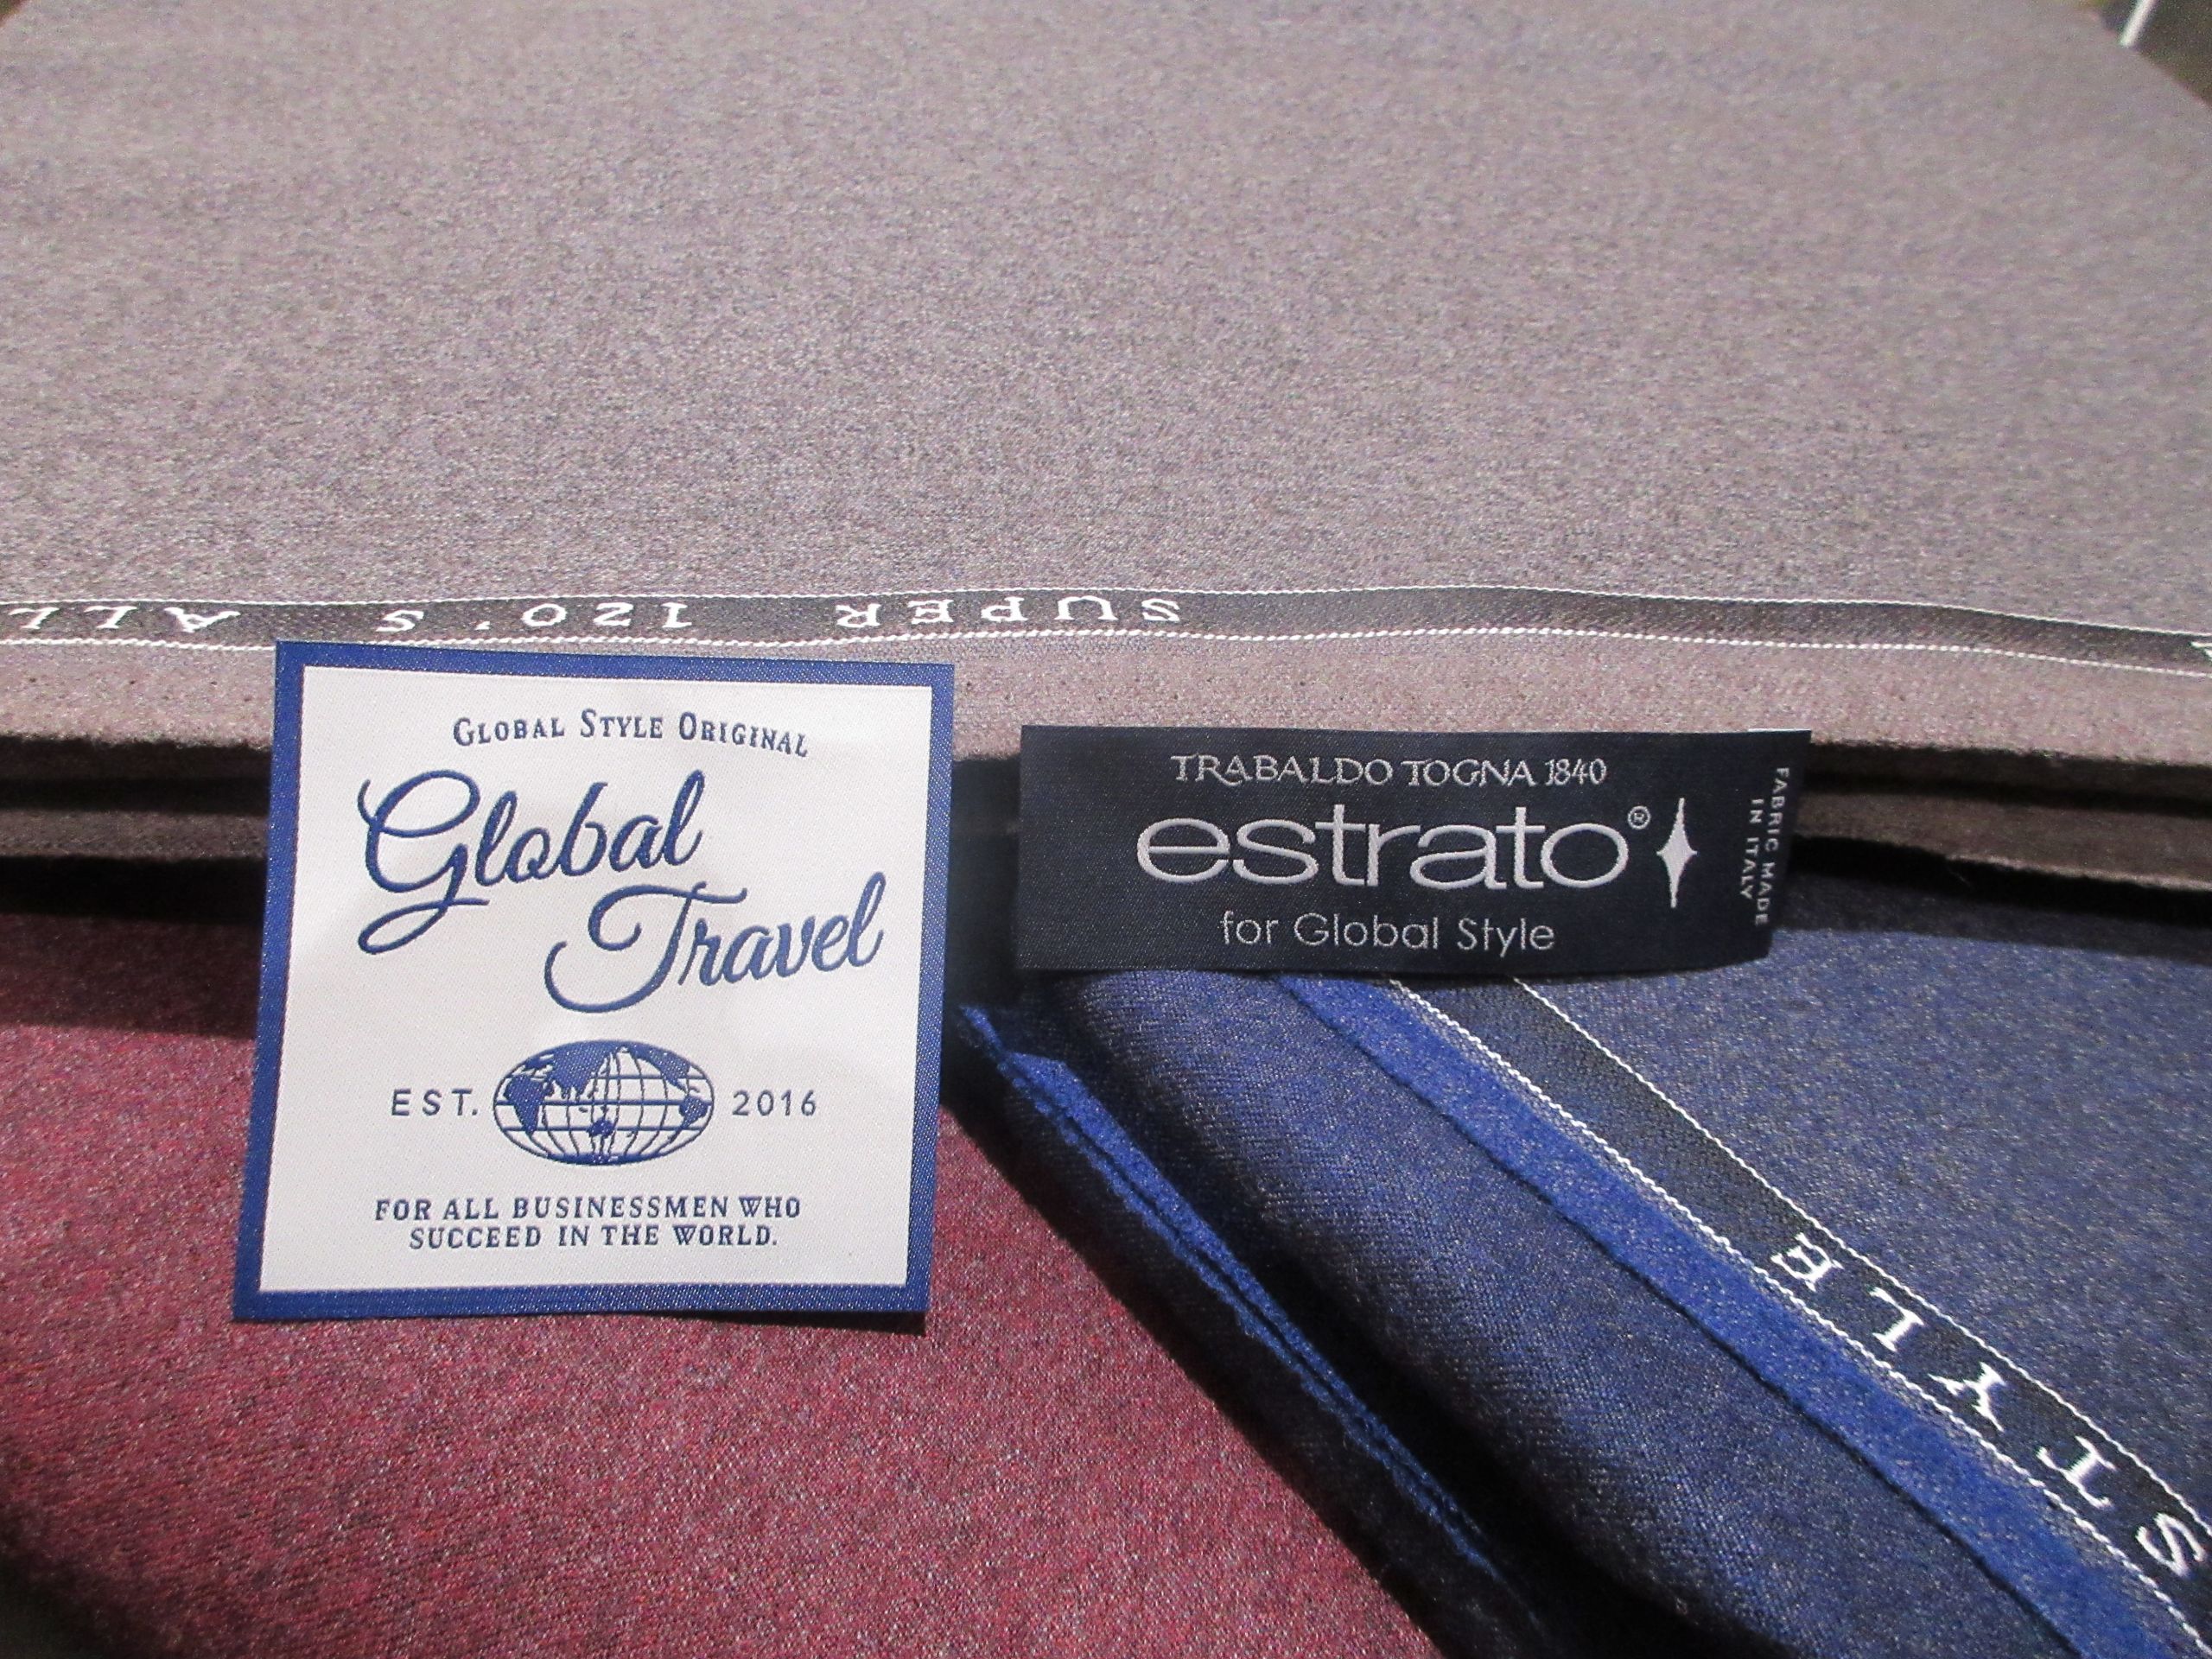 SUPER 120'S ALL
GLOBAL STYLE ORIGINAL
Global
Travel
EST. 2016
FOR ALL BUSINESSMEN WHO
SUCCEED IN THE WORLD.
TRABALDO TOGNA 1840
estrato®
for Global Style
FABRIC MADE
IN ITALY
STYLE